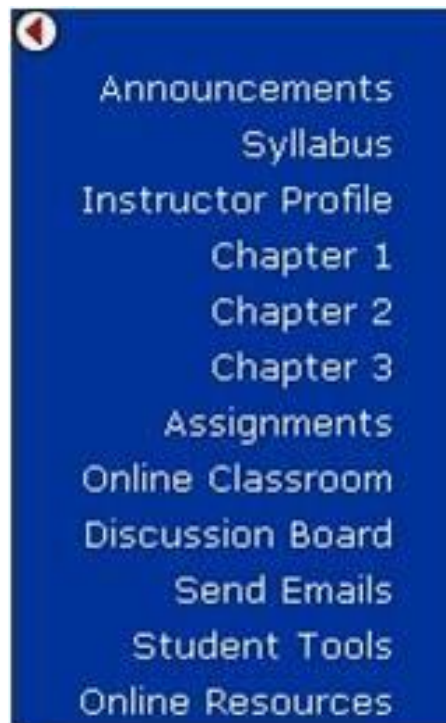 Announcements
Syllabus
Instructor Profile
Chapter 1
Chapter 2
Chapter 3
Assignments
Online Classroom
Discussion Board
Send Emails
Student Tools
Online Resources